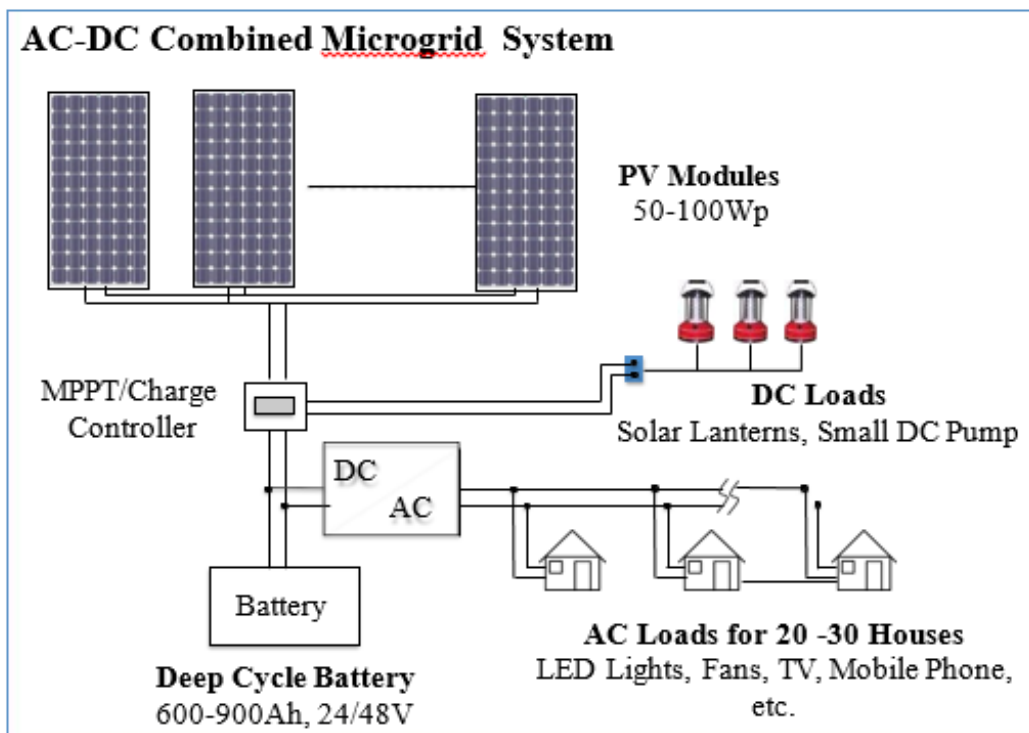 AC-DC Combined Microgrid System
PV Modules
50-100Wp
MPPT/Charge
Controller
DC Loads
Solar Lanterns, Small DC Pump
DC
AC
Battery
Deep Cycle Battery
600-900Ah, 24/48V
AC Loads for 20 -30 Houses
LED Lights, Fans, TV, Mobile Phone,
etc.